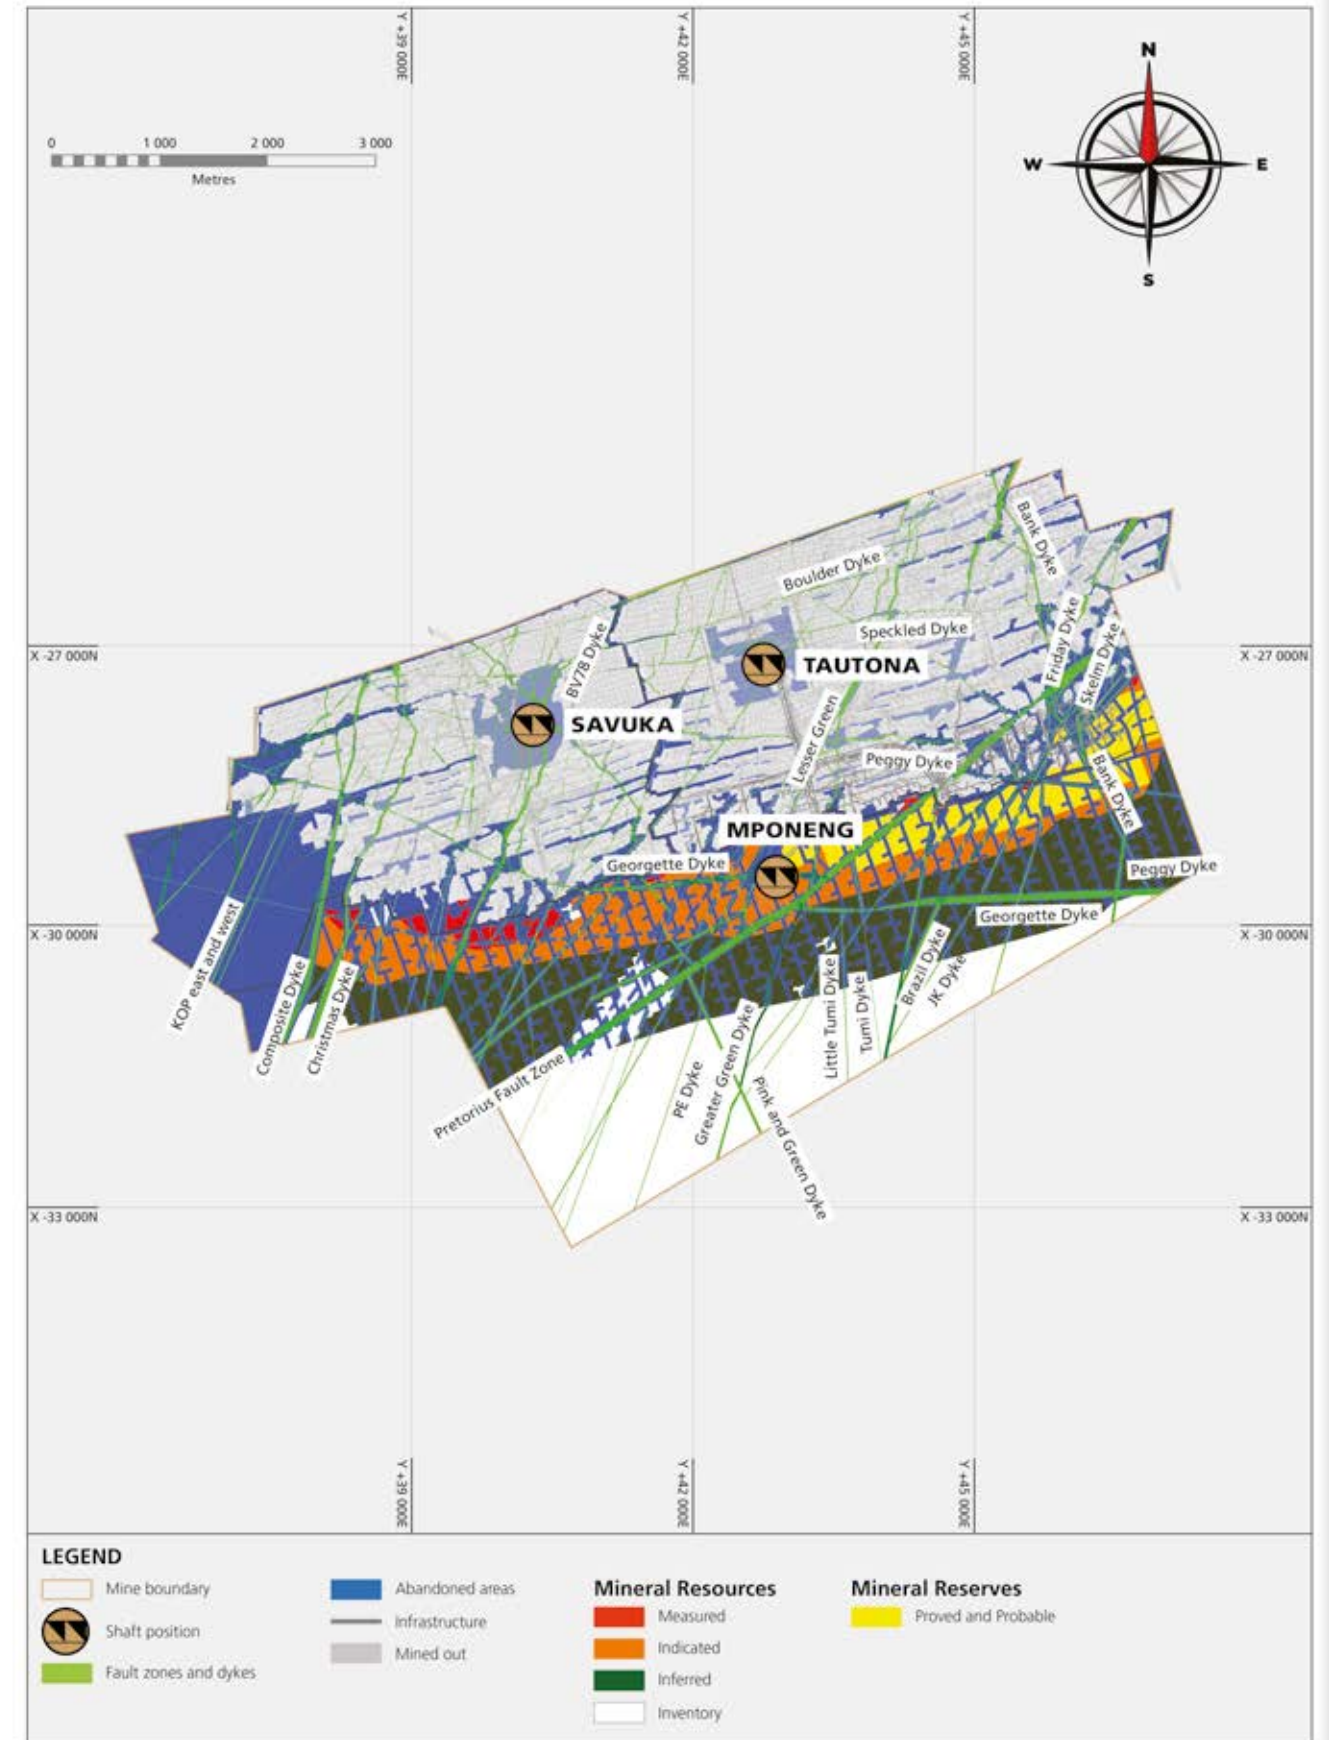 Y +39 000E
Y +42 000E
Y +45 000E
N
W
E
S
0 1 000 2 000 3 000
Metres
Bank Dyke
Boulder Dyke
Speckled Dyke
Friday Dyke
Skelm Dyke
BV78 Dyke
X -27 000N
X -27 000N
TAUTONA
SAVUKA
Lesser Green
Peggy Dyke
Bank Dyke
MPONENG
Georgette Dyke
Peggy Dyke
Georgette Dyke
X -30 000N
X -30 000N
KOP east and west
Composite Dyke
Christmas Dyke
Brazil Dyke
JK Dyke
Little Tumi Dyke
Tumi Dyke
Pretorius Fault Zone
PE Dyke
Greater Green Dyke
Pink and Green Dyke
X -33 000N
X -33 000N
Y +39 000E
Y +42 000E
Y +45 000E
LEGEND
Mine boundary
Shaft position
Fault zones and dykes
Abandoned areas
Infrastructure
Mined out
Mineral Resources
Measured
Indicated
Inferred
Inventory
Mineral Reserves
Proved and Probable